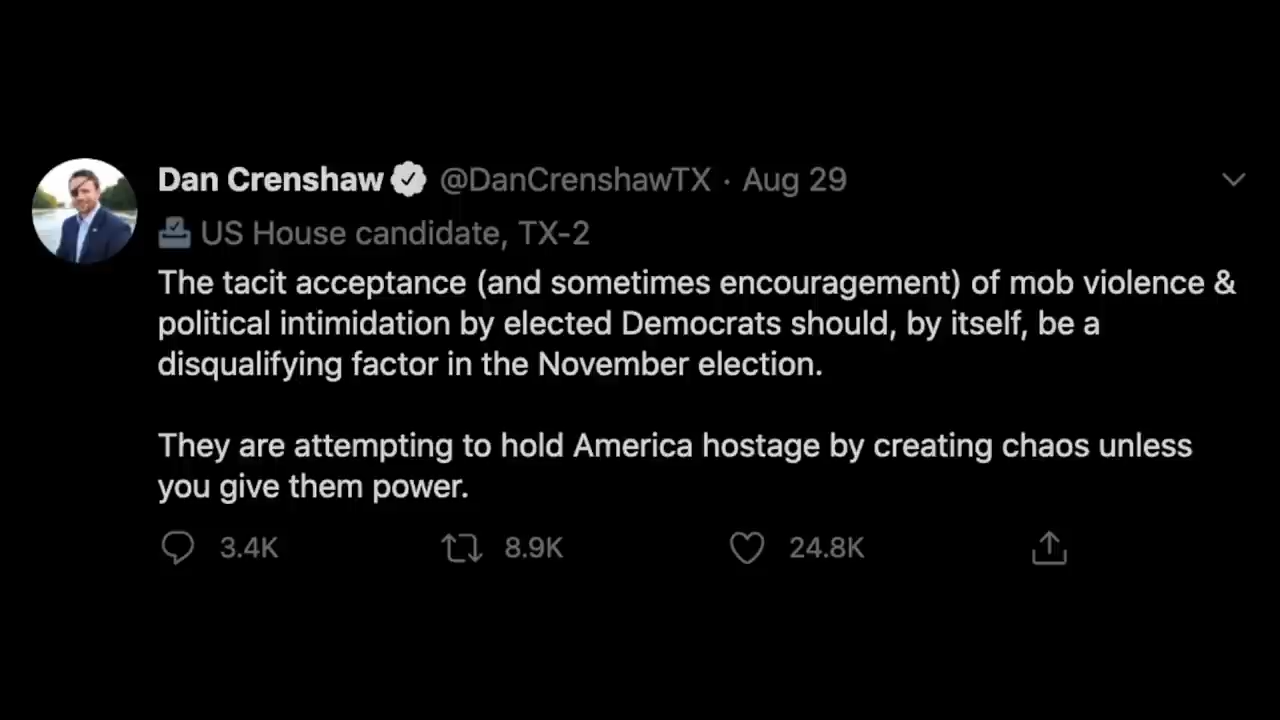 Dan Crenshaw @DanCrenshawTX · Aug 29
US House candidate, TX-2
The tacit acceptance (and sometimes encouragement) of mob violence &
political intimidation by elected Democrats should, by itself, be a
disqualifying factor in the November election.
They are attempting to hold America hostage by creating chaos unless
you give them power.
3.4K 8.9K 24.8K